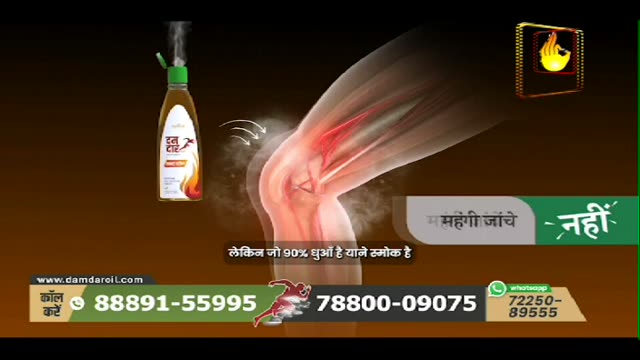 दम
दार
महंगी जांचे
नहीं
लेकिन जो 90% धुआँ है याने स्मोक है
www.damdaroil.com
कॉल
करें
88891-55995
78800-09075
whatsapp
72250-
89555